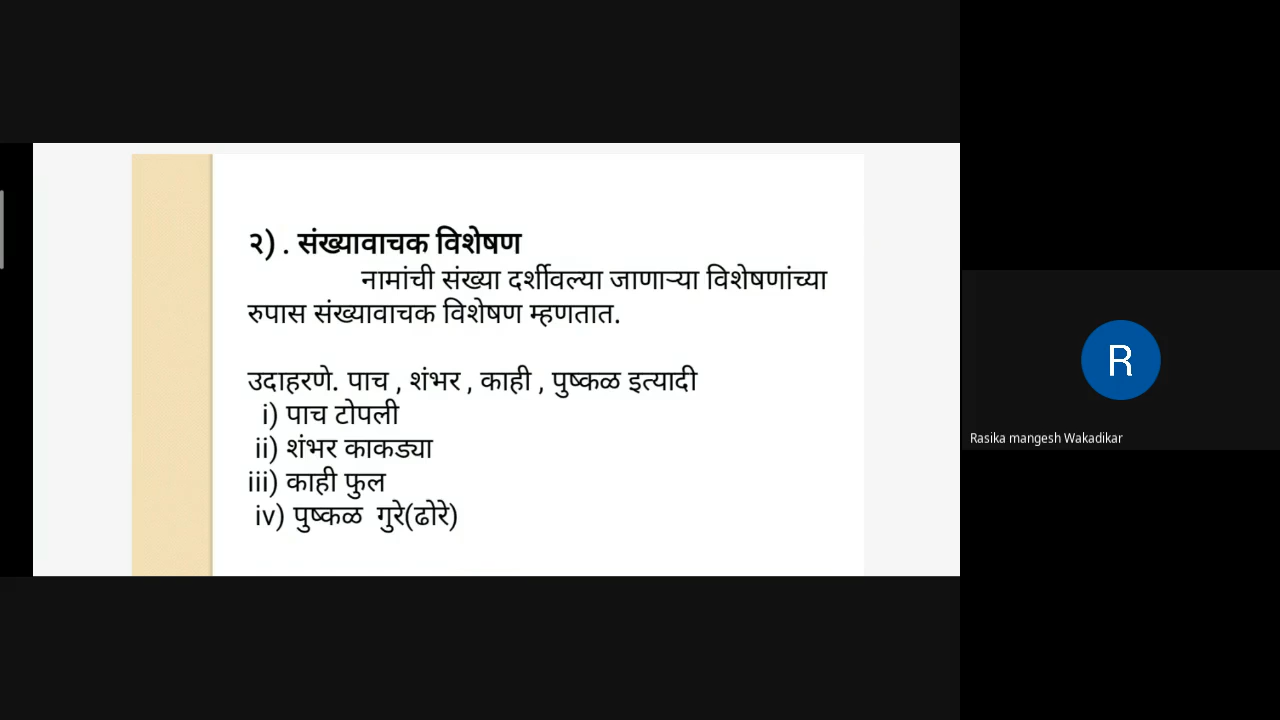 २) . संख्यावाचक विशेषण
नामांची संख्या दर्शीवल्या जाणाऱ्या विशेषणांच्या
रुपास संख्यावाचक विशेषण म्हणतात.
उदाहरणे. पाच , शंभर , काही , पुष्कळ इत्यादी
i) पाच टोपली
ii) शंभर काकड्या
iii) काही फुल
iv) पुष्कळ गुरे(ढोरे)
R
Rasika mangesh Wakadikar